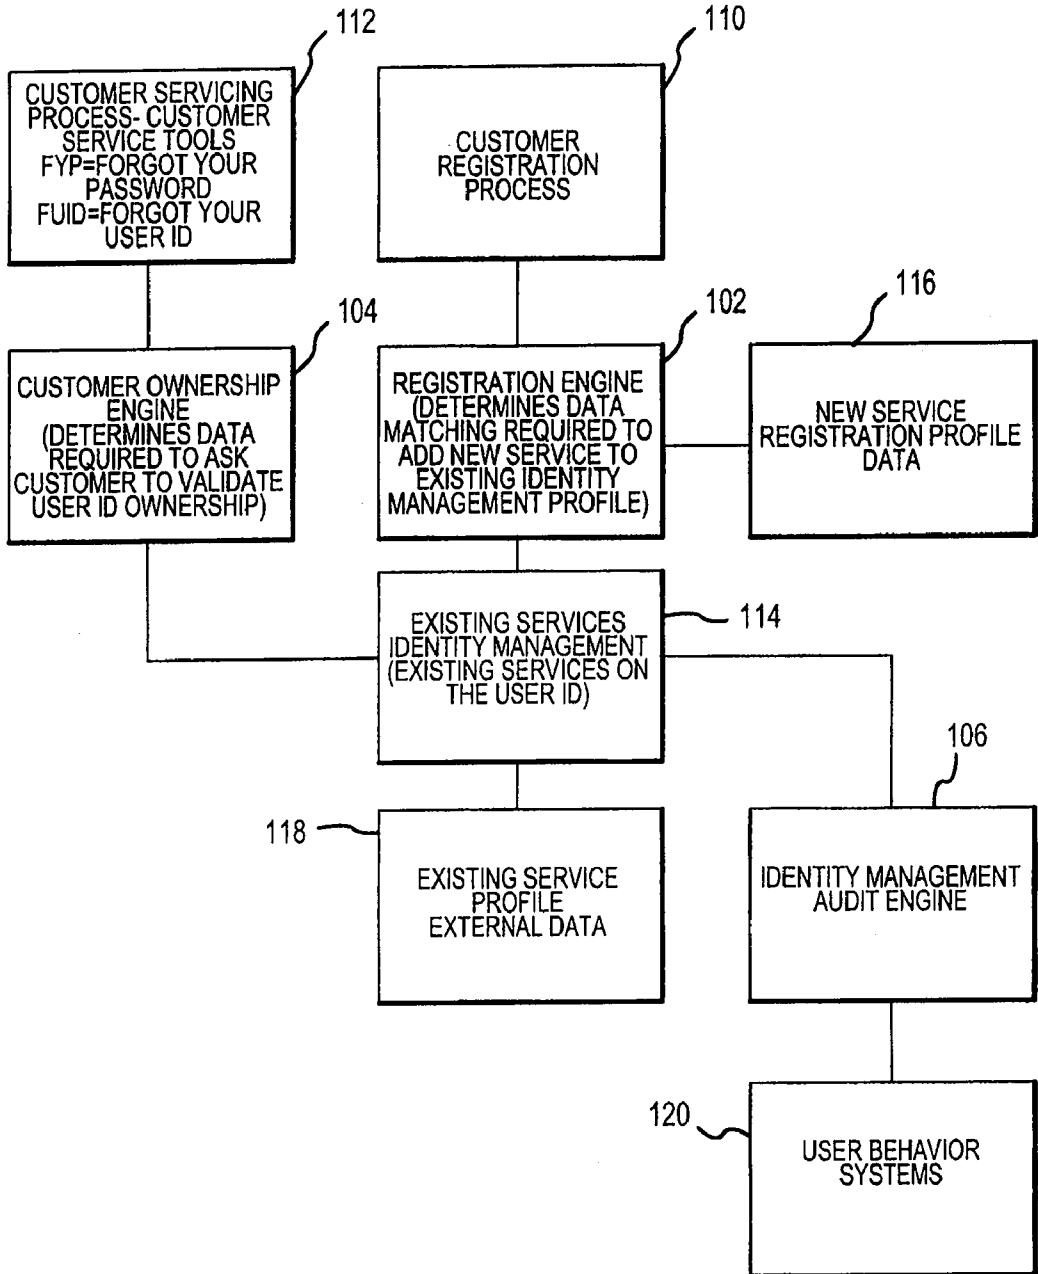 112
CUSTOMER SERVICING
PROCESS- CUSTOMER
SERVICE TOOLS
FYP=FORGOT YOUR
PASSWORD
FUID=FORGOT YOUR
USER ID
110
CUSTOMER
REGISTRATION
PROCESS
104
CUSTOMER OWNERSHIP
ENGINE
(DETERMINES DATA
REQUIRED TO ASK
CUSTOMER TO VALIDATE
USER ID OWNERSHIP)
102
REGISTRATION ENGINE
(DETERMINES DATA
MATCHING REQUIRED TO
ADD NEW SERVICE TO
EXISTING IDENTITY
MANAGEMENT PROFILE)
116
NEW SERVICE
REGISTRATION PROFILE
DATA
114
EXISTING SERVICES
IDENTITY MANAGEMENT
(EXISTING SERVICES ON
THE USER ID)
118
EXISTING SERVICE
PROFILE
EXTERNAL DATA
106
IDENTITY MANAGEMENT
AUDIT ENGINE
120
USER BEHAVIOR
SYSTEMS